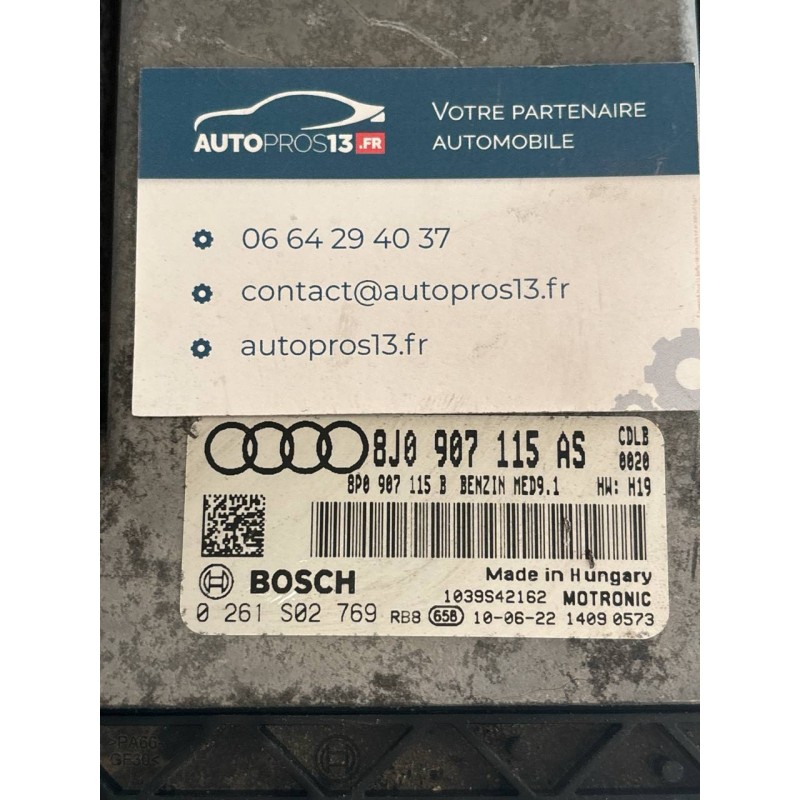 AUTOPROS13.FR
VOTRE PARTENAIRE
AUTOMOBILE
06 64 29 40 37
contact@autopros13.fr
autopros13.fr
8J0 907 115 AS
CDLB
0020
8P0 907 115 B BENZIN MED9.1 HW: H19
BOSCH
Made in Hungary
1039S42162 MOTRONIC
0 261 S02 769 RB8 658 10-06-22 1409 0573
>PA66
GF30<